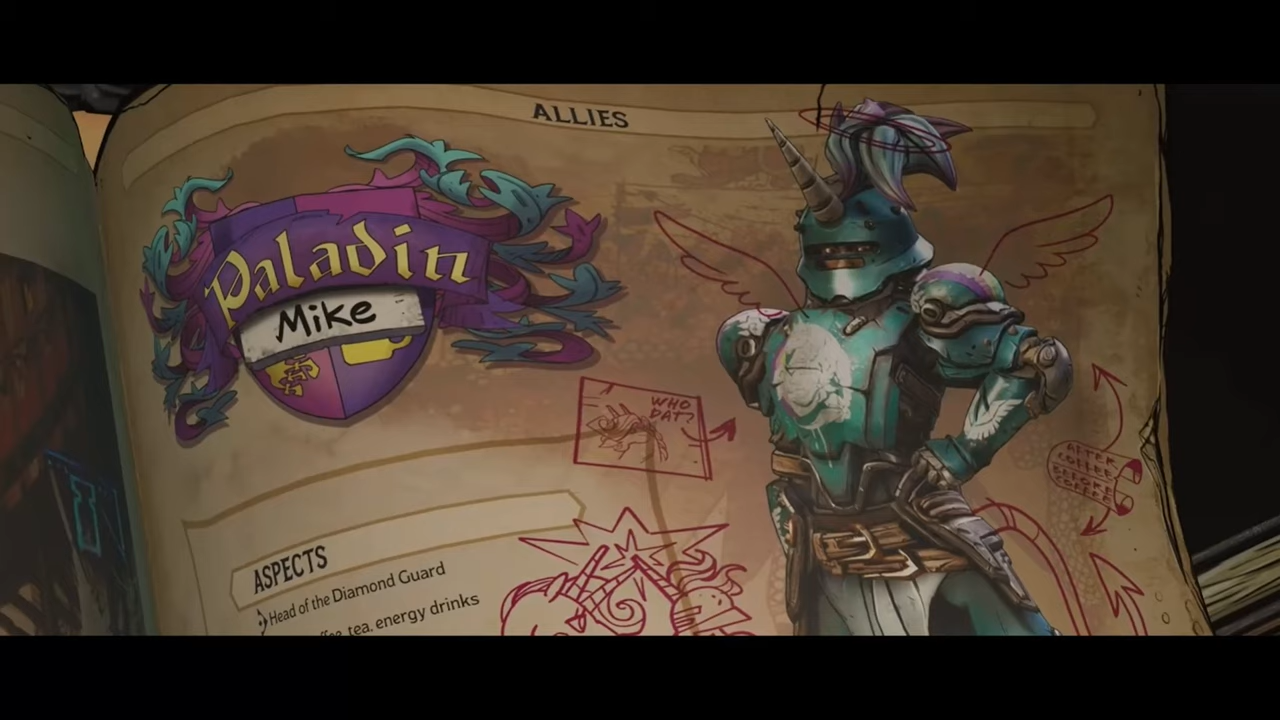 ALLIES
Paladin
Mike
WHO
DAT?
AFTER
COFFEE
BEFORE
COFFEE
ASPECTS
Head of the Diamond Guard
tea, energy drinks